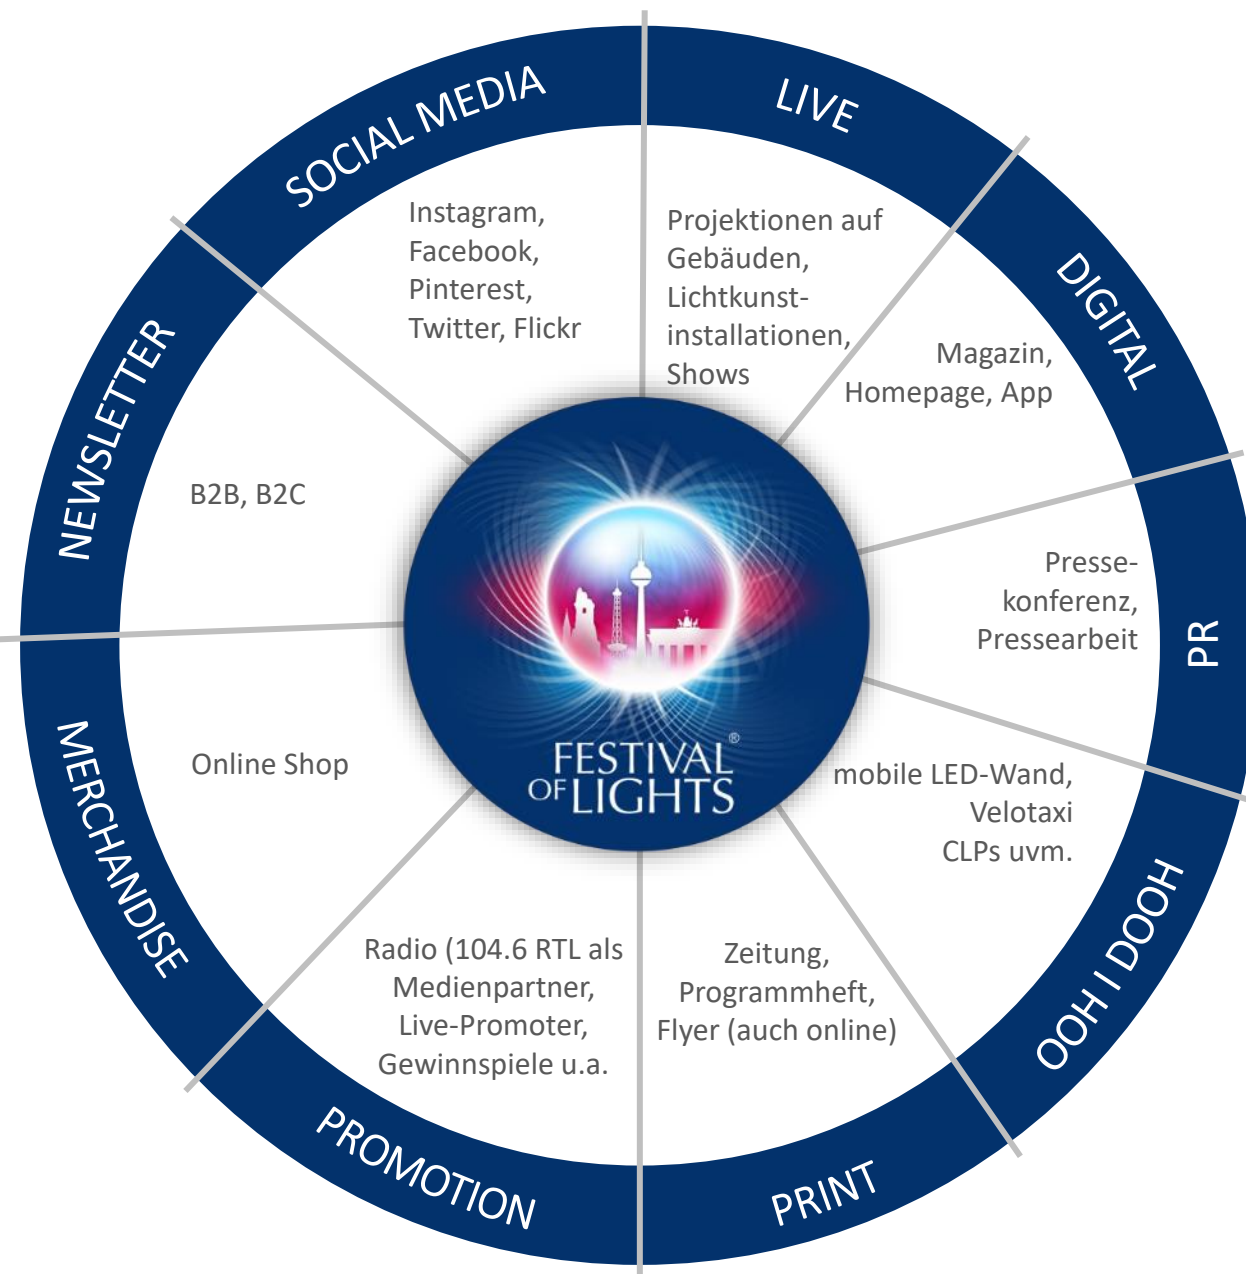 SOCIAL MEDIA
Instagram,
Facebook,
Pinterest,
Twitter, Flickr
LIVE
Projektionen auf
Gebäuden,
Lichtkunst-
installationen,
Shows
DIGITAL
Magazin,
Homepage, App
PR
Presse-
konferenz,
Pressearbeit
OOH I DOOH
mobile LED-Wand,
Velotaxi
CLPs uvm.
PRINT
Zeitung,
Programmheft,
Flyer (auch online)
PROMOTION
Radio (104.6 RTL als
Medienpartner,
Live-Promoter,
Gewinnspiele u.a.
MERCHANDISE
Online Shop
NEWSLETTER
B2B, B2C
FESTIVAL®
OF LIGHTS